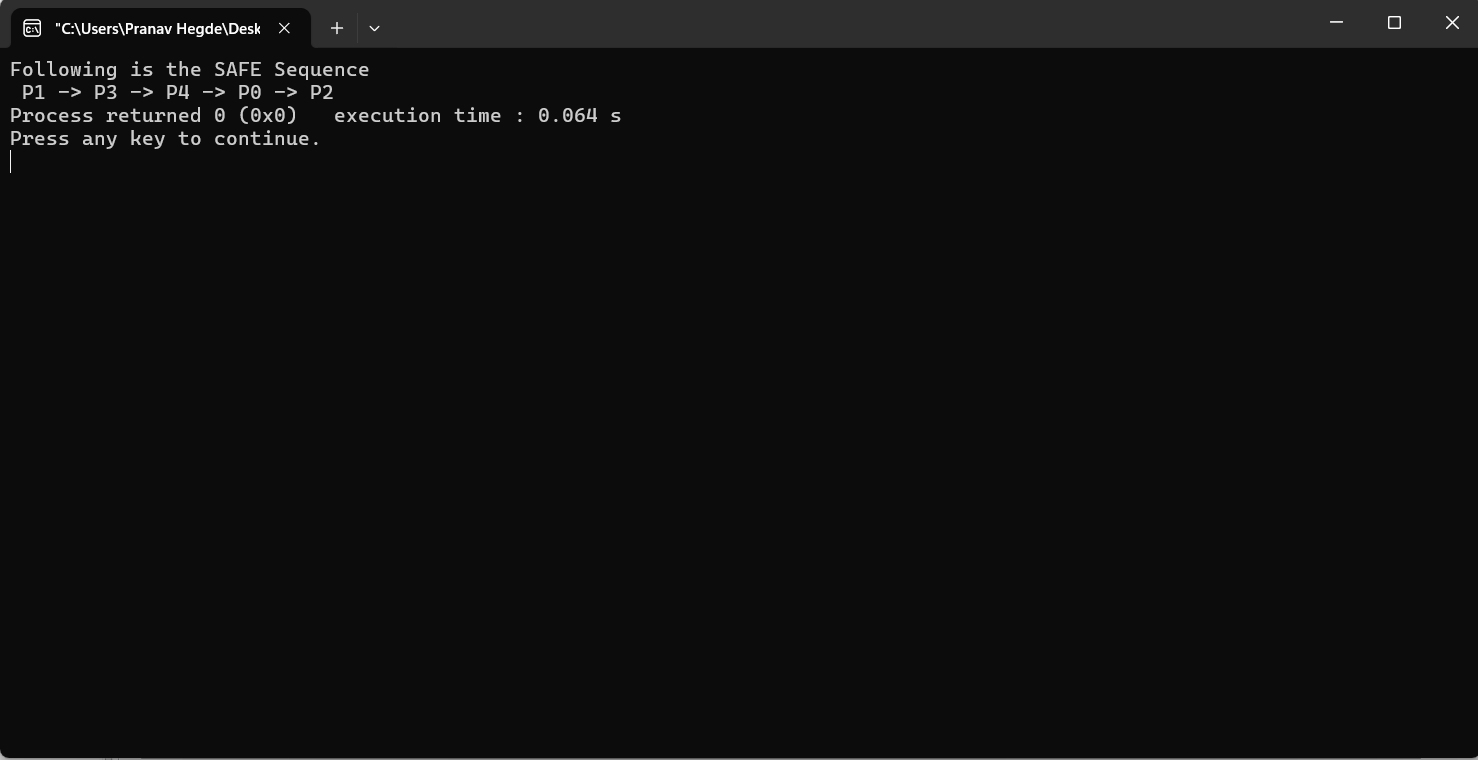 "C:\Users\Pranav Hegde\Desk
Following is the SAFE Sequence
P1 -> P3 -> P4 -> P0 -> P2
Process returned 0 (0x0)   execution time : 0.064 s
Press any key to continue.